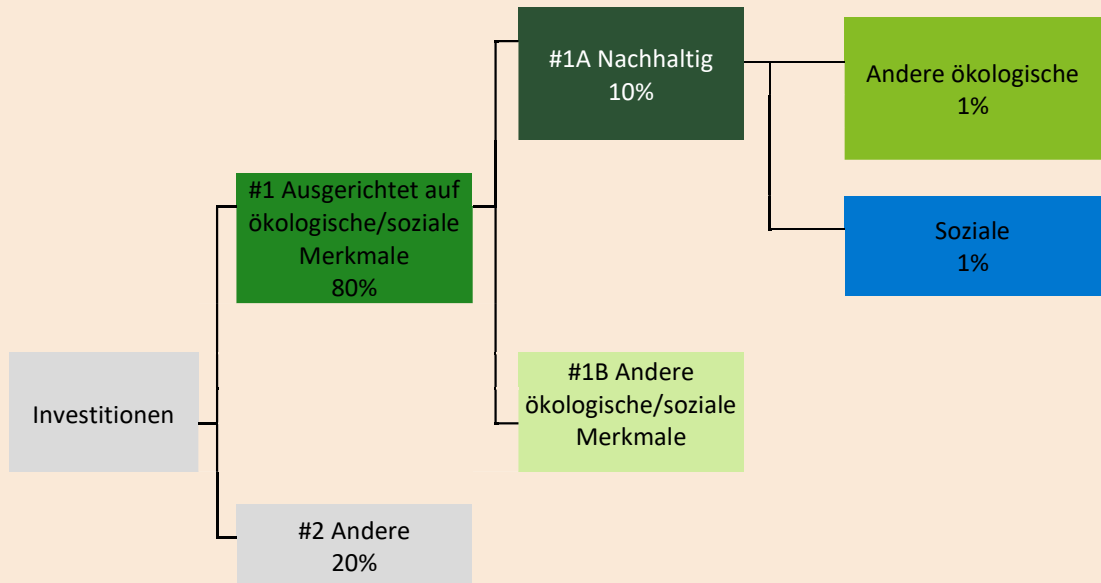 #1A Nachhaltig
10%
Andere ökologische
1%
#1 Ausgerichtet auf
ökologische/soziale
Merkmale
80%
Soziale
1%
Investitionen
#1B Andere
ökologische/soziale
Merkmale
#2 Andere
20%